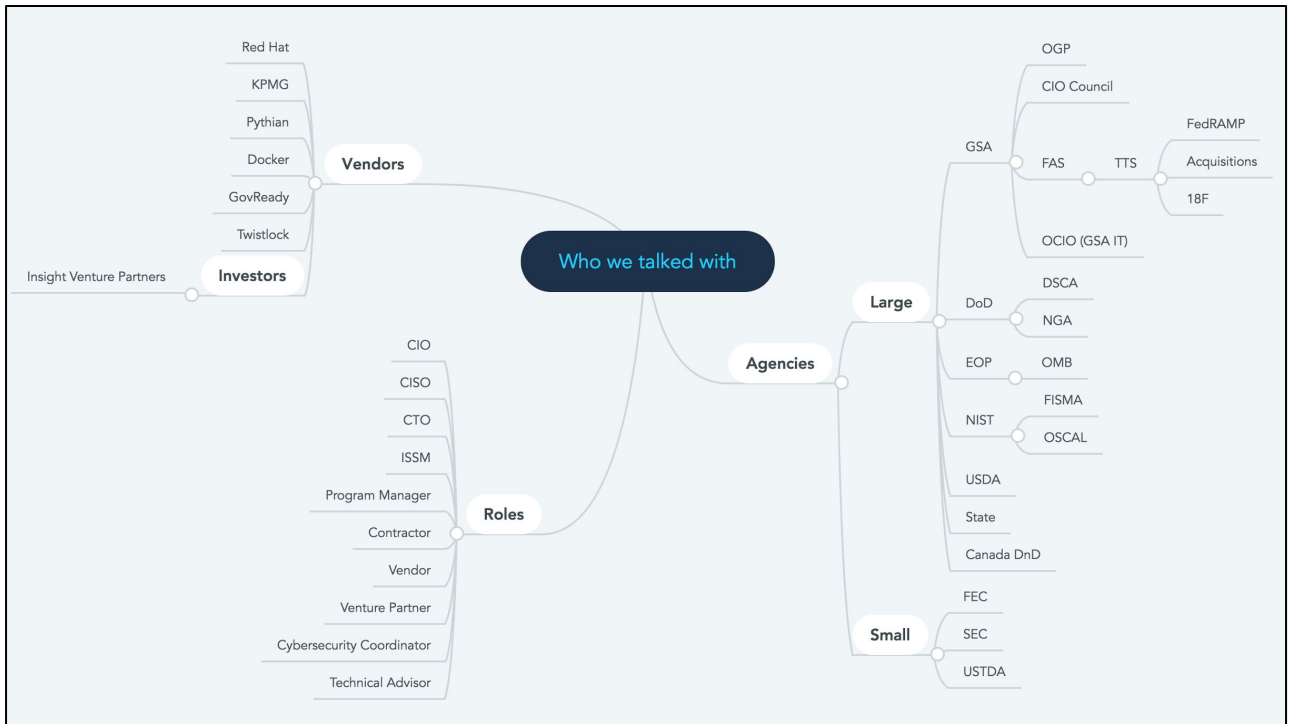 Who we talked with
Vendors
Red Hat
KPMG
Pythian
Docker
GovReady
Twistlock
Investors
Insight Venture Partners
Roles
CIO
CISO
CTO
ISSM
Program Manager
Contractor
Vendor
Venture Partner
Cybersecurity Coordinator
Technical Advisor
Agencies
Large
GSA
OGP
CIO Council
FAS
TTS
FedRAMP
Acquisitions
18F
OCIO (GSA IT)
DoD
DSCA
NGA
EOP
OMB
NIST
FISMA
OSCAL
USDA
State
Canada DnD
Small
FEC
SEC
USTDA